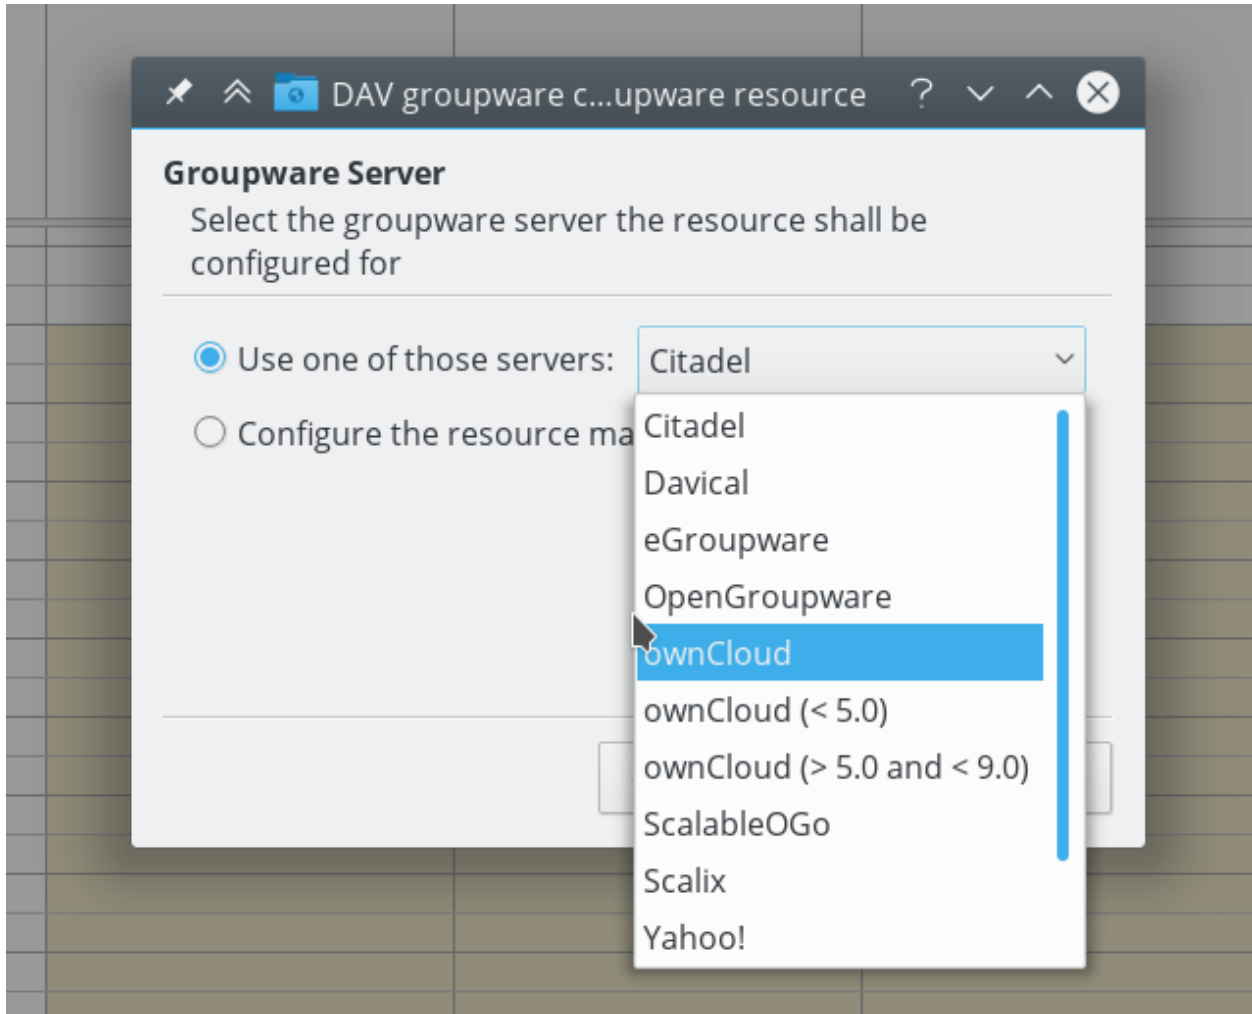 DAV groupware c...upware resource
Groupware Server
Select the groupware server the resource shall be
configured for
Use one of those servers:
Citadel
Configure the resource ma
Citadel
Davical
eGroupware
OpenGroupware
ownCloud
ownCloud (< 5.0)
ownCloud (> 5.0 and < 9.0)
ScalableOGo
Scalix
Yahoo!